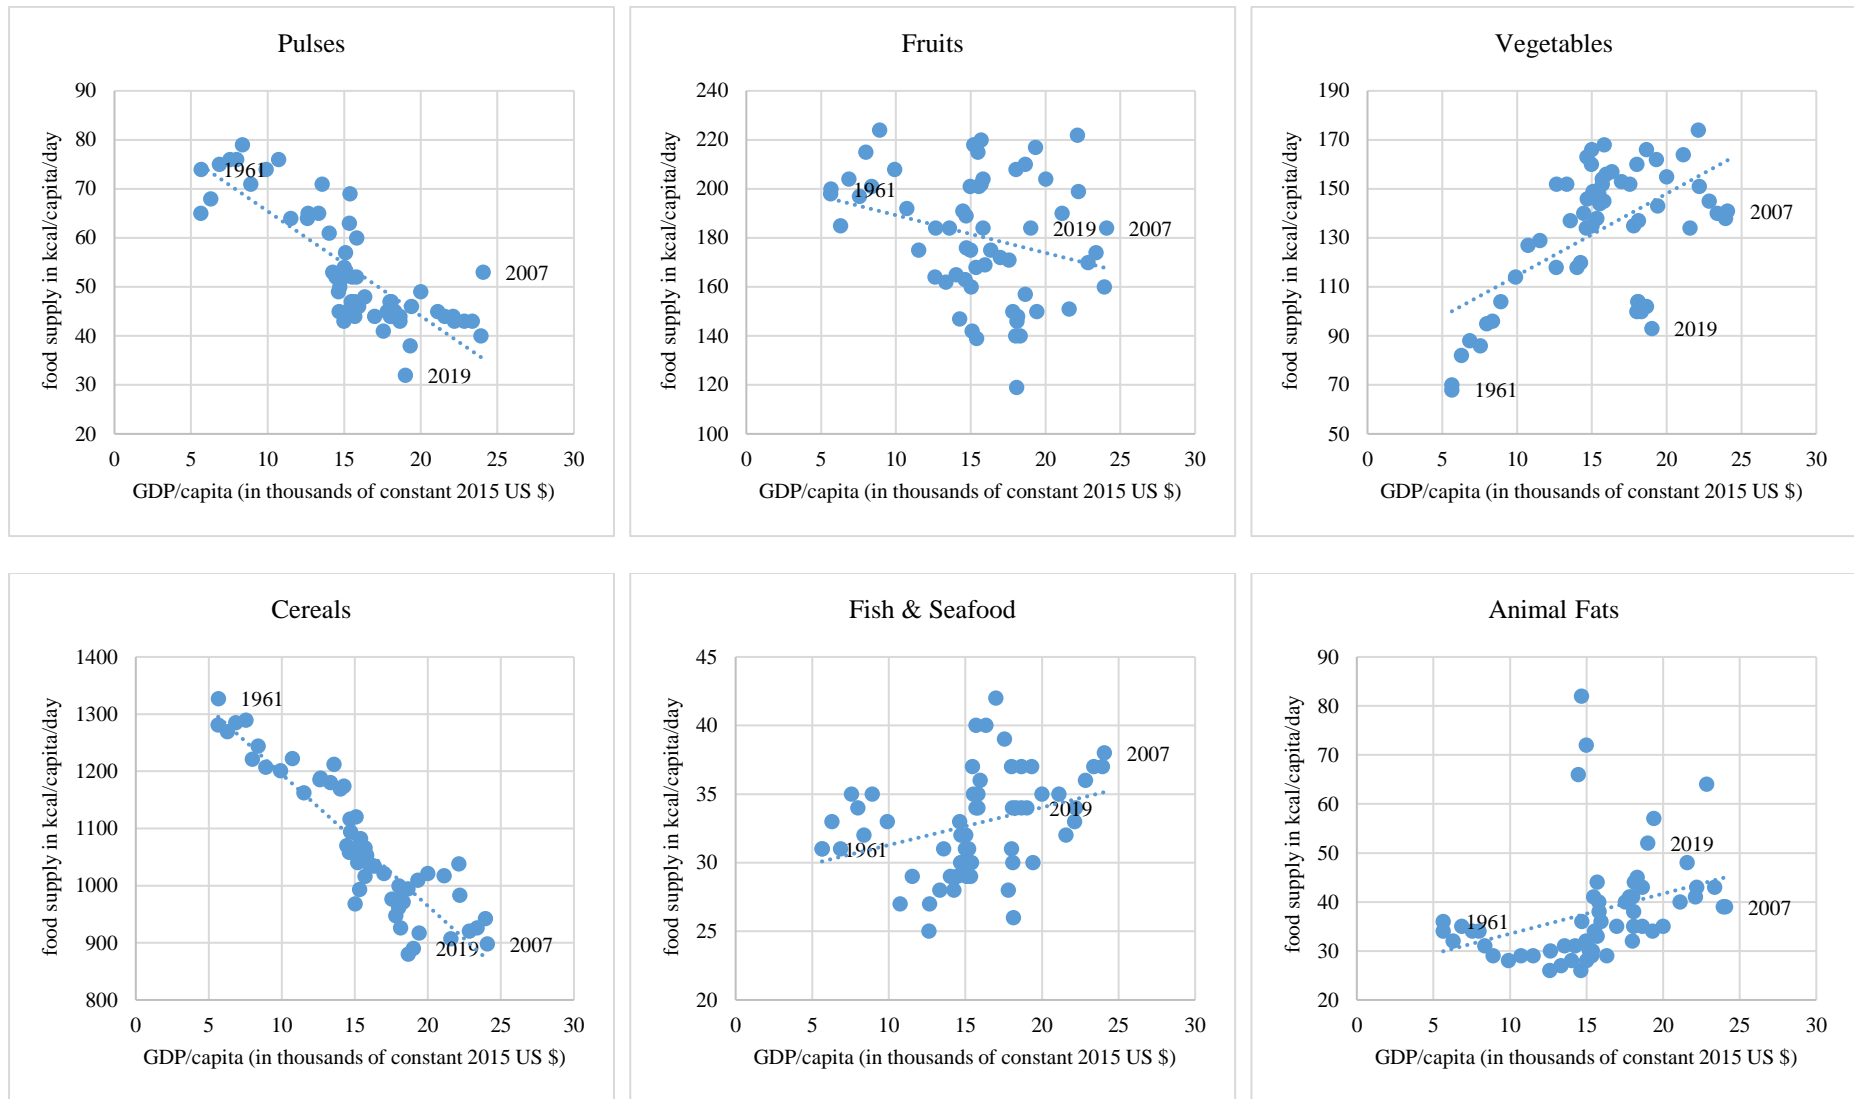 Pulses
food supply in kcal/capita/day
90
80
70
60
50
40
30
20
1961
2007
2019
0 5 10 15 20 25 30
GDP/capita (in thousands of constant 2015 US $)
Fruits
food supply in kcal/capita/day
240
220
200
180
160
140
120
100
1961
2019
2007
0 5 10 15 20 25 30
GDP/capita (in thousands of constant 2015 US $)
Vegetables
food supply in kcal/capita/day
190
170
150
130
110
90
70
50
2007
2019
1961
0 5 10 15 20 25 30
GDP/capita (in thousands of constant 2015 US $)
Cereals
food supply in kcal/capita/day
1400
1300
1200
1100
1000
900
800
1961
2019
2007
0 5 10 15 20 25 30
GDP/capita (in thousands of constant 2015 US $)
Fish & Seafood
food supply in kcal/capita/day
45
40
35
30
25
20
2007
2019
1961
0 5 10 15 20 25 30
GDP/capita (in thousands of constant 2015 US $)
Animal Fats
food supply in kcal/capita/day
90
80
70
60
50
40
30
20
2019
1961
2007
0 5 10 15 20 25 30
GDP/capita (in thousands of constant 2015 US $)